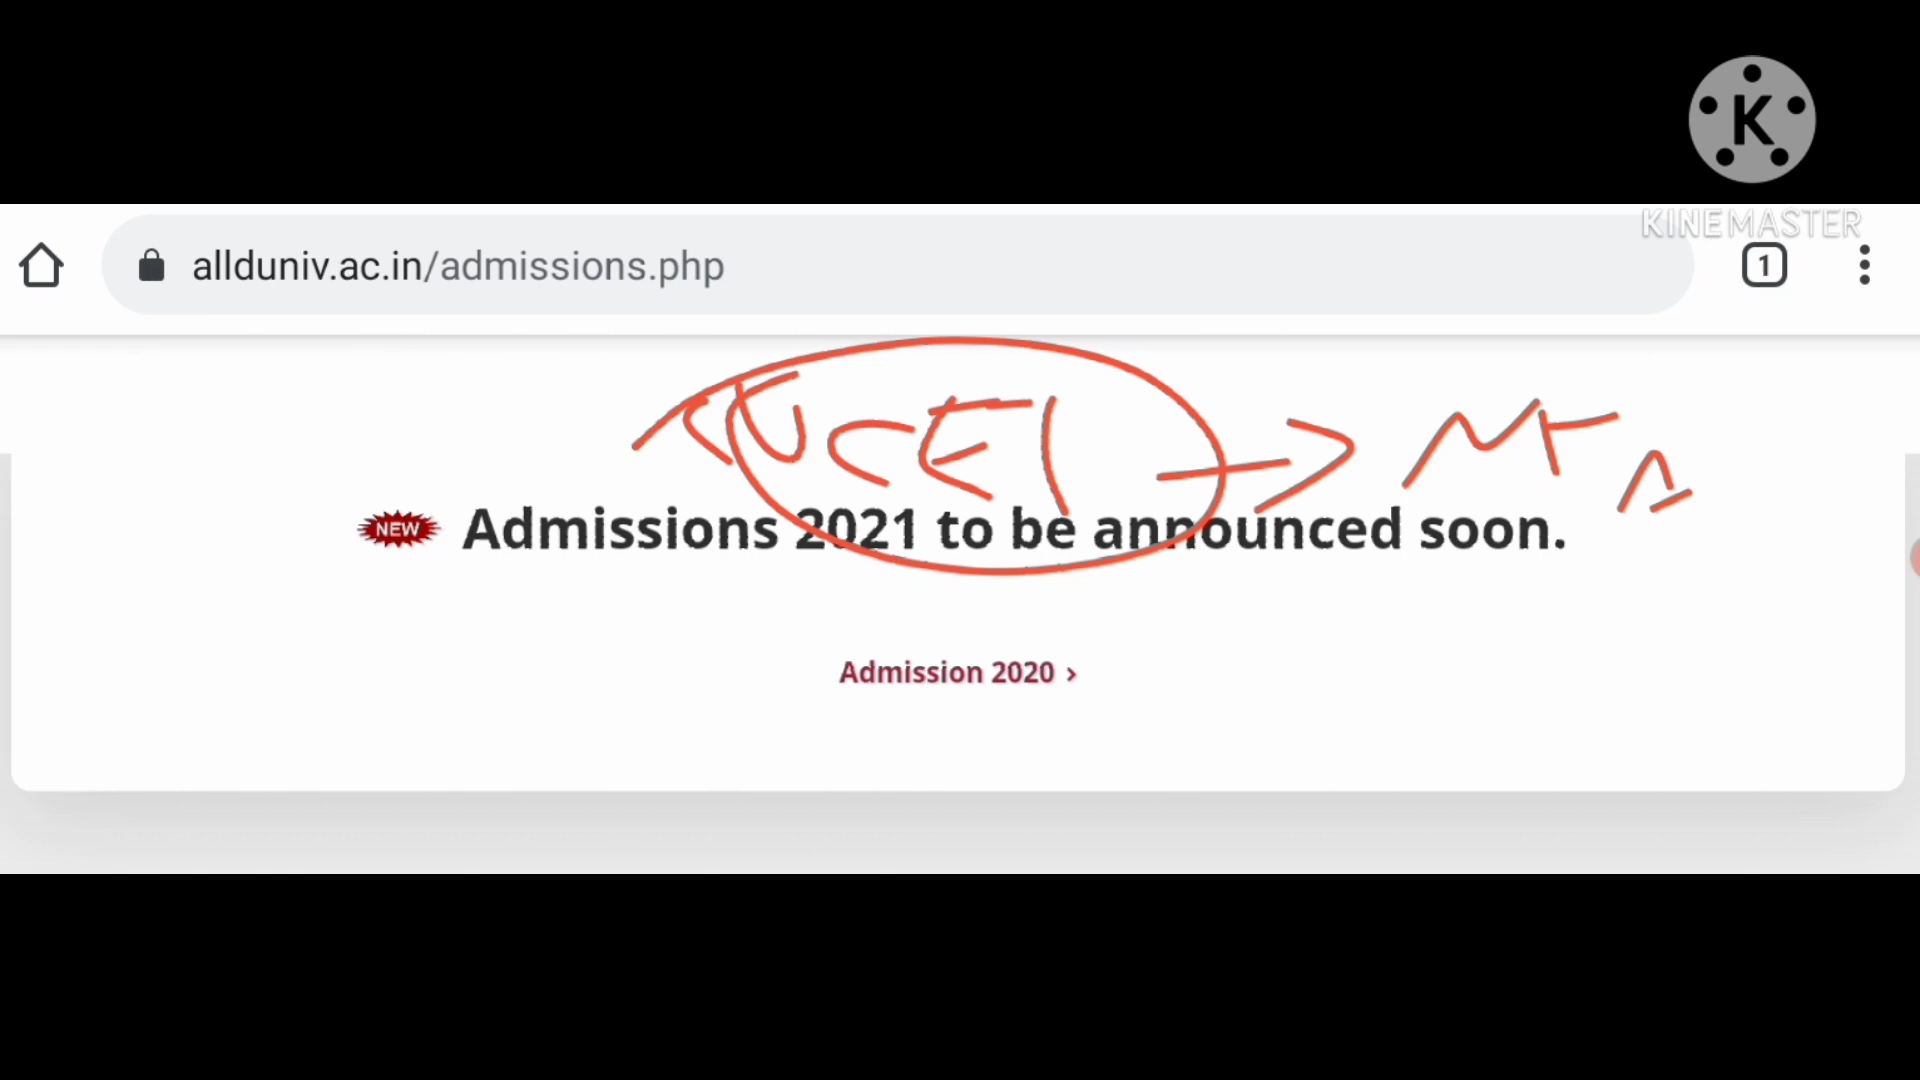 K
KINEMASTER
allduniv.ac.in/admissions.php
1
NEW Admissions 2021 to be announced soon.
Admission 2020 ›